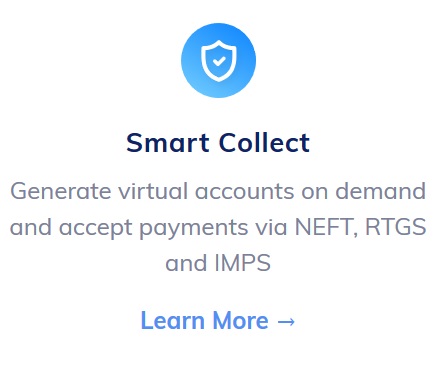 Smart Collect
Generate virtual accounts on demand
and accept payments via NEFT, RTGS
and IMPS
Learn More →